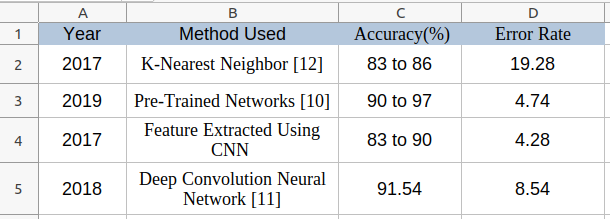 A B C D
1 Year Method Used Accuracy(%) Error Rate
2 2017 K-Nearest Neighbor [12] 83 to 86 19.28
3 2019 Pre-Trained Networks [10] 90 to 97 4.74
4 2017 Feature Extracted Using 83 to 90 4.28
CNN
5 2018 Deep Convolution Neural 91.54 8.54
Network [11]